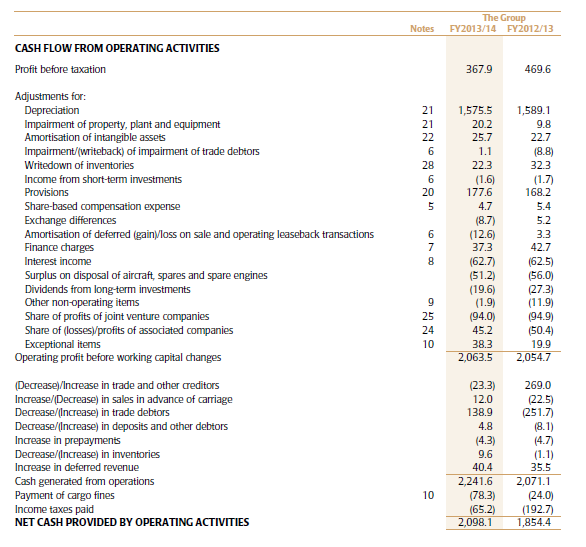 The Group
Notes FY2013/14 FY2012/13
CASH FLOW FROM OPERATING ACTIVITIES
Profit before taxation 367.9 469.6
Adjustments for:
Depreciation 21 1,575.5 1,589.1
Impairment of property, plant and equipment 21 20.2 9.8
Amortisation of intangible assets 22 25.7 22.7
Impairment/(writeback) of impairment of trade debtors 6 1.1 (8.8)
Writedown of inventories 28 22.3 32.3
Income from short-term investments 6 (1.6) (1.7)
Provisions 20 177.6 168.2
Share-based compensation expense 5 4.7 5.4
Exchange differences (8.7) 5.2
Amortisation of deferred (gain)/loss on sale and operating leaseback transactions 6 (12.6) 3.3
Finance charges 7 37.3 42.7
Interest income 8 (62.7) (62.5)
Surplus on disposal of aircraft, spares and spare engines (51.2) (56.0)
Dividends from long-term investments (19.6) (27.3)
Other non-operating items 9 (1.9) (11.9)
Share of profits of joint venture companies 25 (94.0) (94.9)
Share of (losses)/profits of associated companies 24 45.2 (50.4)
Exceptional items 10 38.3 19.9
Operating profit before working capital changes 2,063.5 2,054.7
(Decrease)/Increase in trade and other creditors (23.3) 269.0
Increase/(Decrease) in sales in advance of carriage 12.0 (22.5)
Decrease/(Increase) in trade debtors 138.9 (251.7)
Decrease/(Increase) in deposits and other debtors 4.8 (8.1)
Increase in prepayments (4.3) (4.7)
Decrease/(Increase) in inventories 9.6 (1.1)
Increase in deferred revenue 40.4 35.5
Cash generated from operations 2,241.6 2,071.1
Payment of cargo fines 10 (78.3) (24.0)
Income taxes paid (65.2) (192.7)
NET CASH PROVIDED BY OPERATING ACTIVITIES 2,098.1 1,854.4